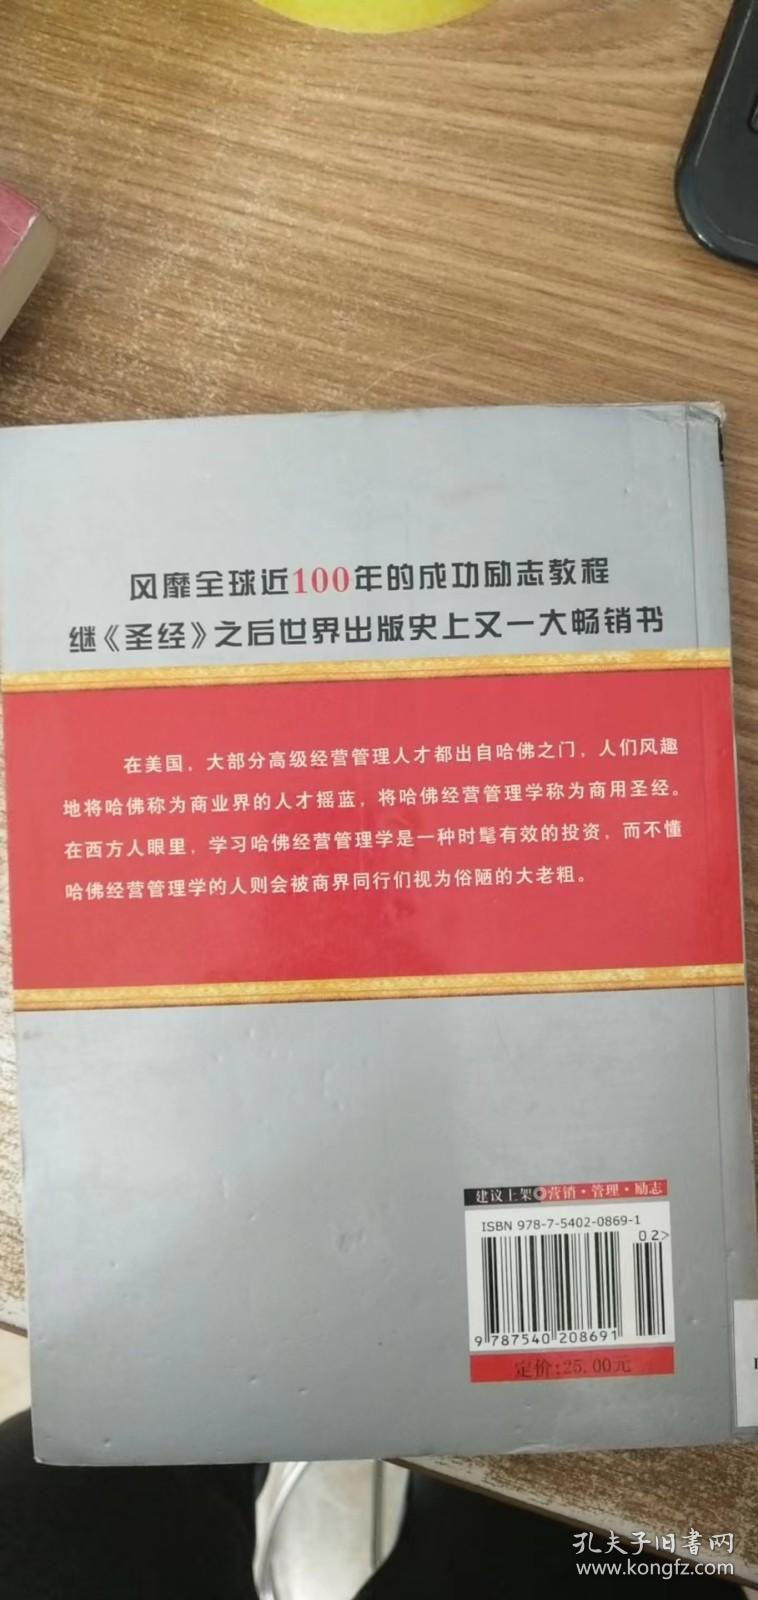 风靡全球近100年的成功励志教程
继《圣经》之后世界出版史上又一大畅销书
在美国，大部分高级经营管理人才都出自哈佛之门，人们风趣
地将哈佛称为商业界的人才摇蓝，将哈佛经营管理学称为商用圣经。
在西方人眼里，学习哈佛经营管理学是一种时髦有效的投资，而不懂
哈佛经营管理学的人则会被商界同行们视为俗陋的大老粗。
建议上架 营销·管理·励志
ISBN 978-7-5402-0869-1
02>
9 787540 208691
定价:25.00元
孔夫子旧书网
www.kongfz.com